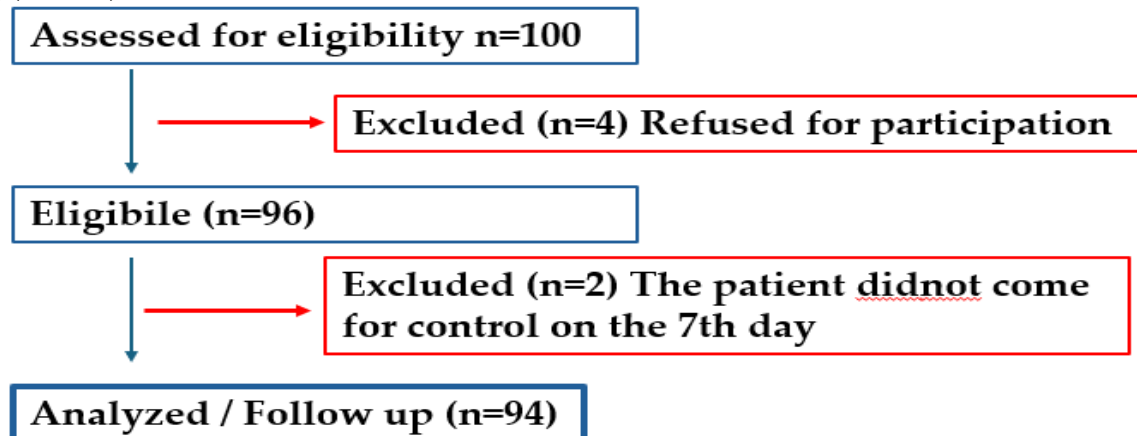 Assessed for eligibility n=100
Excluded (n=4) Refused for participation
Eligibile (n=96)
Excluded (n=2) The patient didnot come
for control on the 7th day
Analyzed / Follow up (n=94)